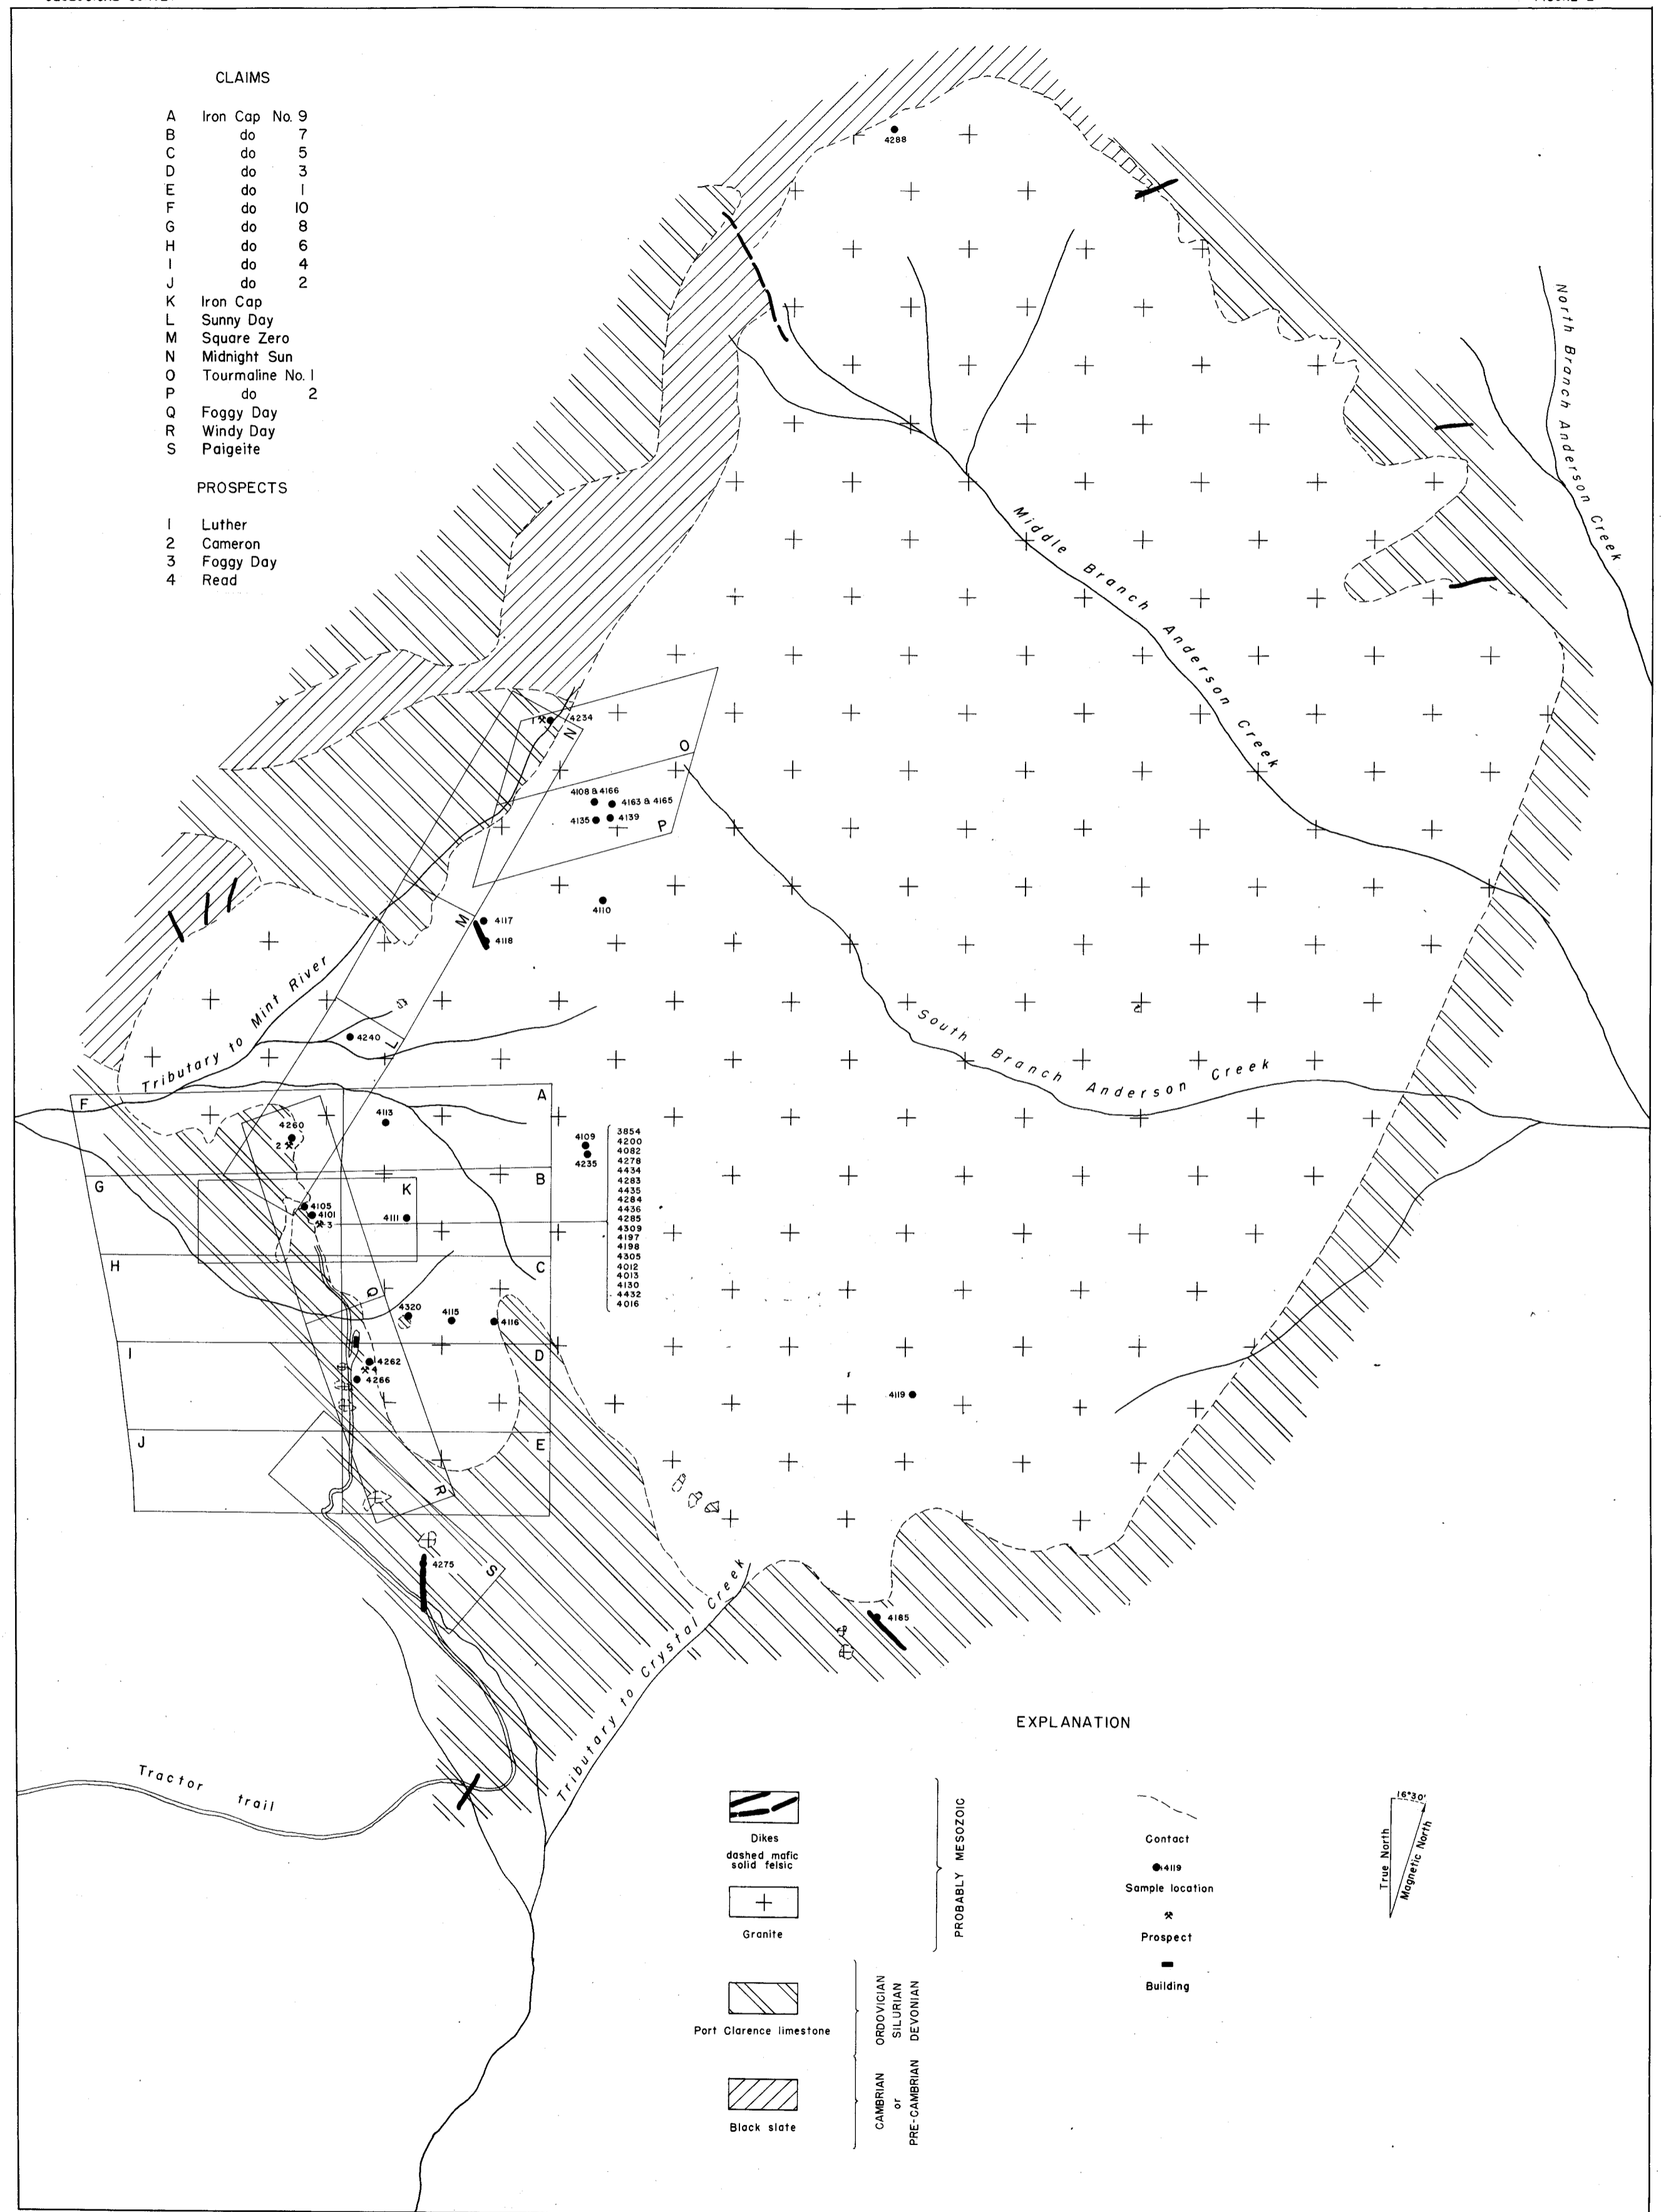 CLAIMS
A Iron Cap No. 9
B do 7
C do 5
D do 3
E do 1
F do 10
G do 8
H do 6
I do 4
J do 2
K Iron Cap
L Sunny Day
M Square Zero
N Midnight Sun
O Tourmaline No. 1
P do 2
Q Foggy Day
R Windy Day
S Paigeite
PROSPECTS
1 Luther
2 Cameron
3 Foggy Day
4 Read
4288
North Branch Anderson Creek
Middle Branch Anderson Creek
1
4234
N
O
4108 & 4166
4163 & 4165
4135
4139
P
4110
M
4117
4118
Tributary to Mint River
4240
L
South Branch Anderson Creek
F
A
4113
4260
2
4109
4235
3854
4200
4082
4278
4434
4283
4435
4284
4436
4285
4309
4197
4198
4305
4012
4013
4130
4432
4016
G
B
K
4105
4101
3
4111
H
C
Q
4320
4115
4116
I
D
4262
4
4266
4119
J
E
R
4275
S
4185
Tributary to Crystal Creek
Tractor trail
EXPLANATION
Dikes
dashed mafic
solid felsic
Granite
PROBABLY MESOZOIC
Port Clarence limestone
ORDOVICIAN
SILURIAN
DEVONIAN
Black slate
CAMBRIAN
or
PRE-CAMBRIAN
Contact
4119
Sample location
Prospect
Building
16°30'
True North
Magnetic North